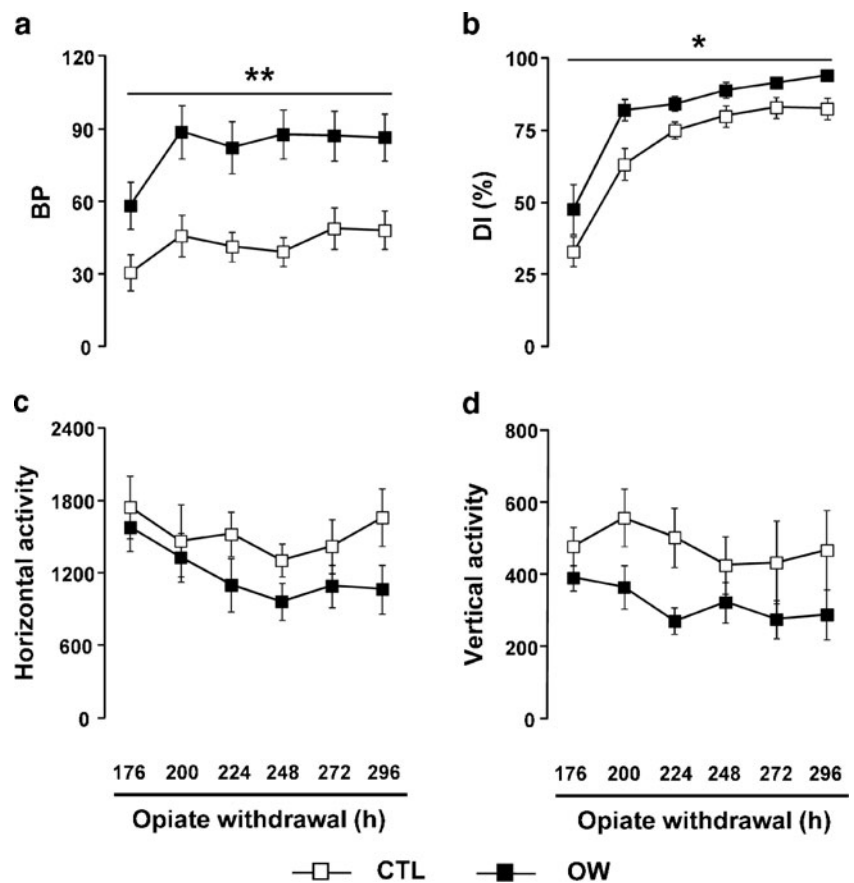 a
**
120
90
60
30
0
BP
b
*
100
75
50
25
0
DI (%)
c
2400
1800
1200
600
0
Horizontal activity
d
800
600
400
200
0
Vertical activity
176 200 224 248 272 296
Opiate withdrawal (h)
176 200 224 248 272 296
Opiate withdrawal (h)
CTL OW